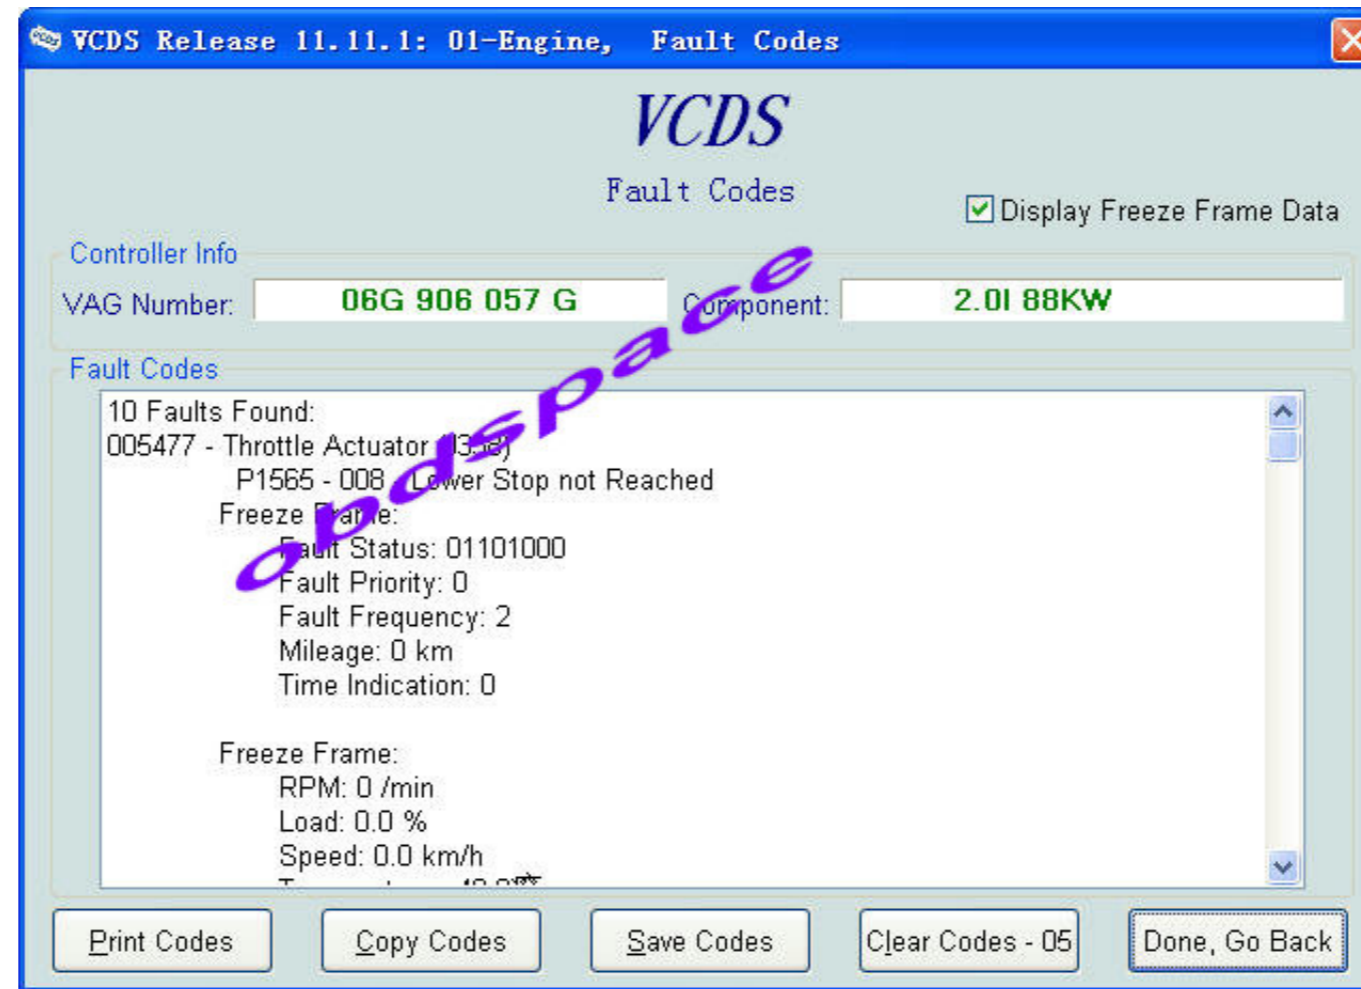 VCDS Release 11.11.1: 01-Engine, Fault Codes
VCDS
Fault Codes
Display Freeze Frame Data
Controller Info
VAG Number: 06G 906 057 G Component: 2.0l 88KW
Fault Codes
10 Faults Found:
005477 - Throttle Actuator
P1565 - 008 - Lower Stop not Reached
Freeze Frame:
Fault Status: 01101000
Fault Priority: 0
Fault Frequency: 2
Mileage: 0 km
Time Indication: 0
Freeze Frame:
RPM: 0 /min
Load: 0.0 %
Speed: 0.0 km/h
obdspace
Print Codes Copy Codes Save Codes Clear Codes - 05 Done, Go Back